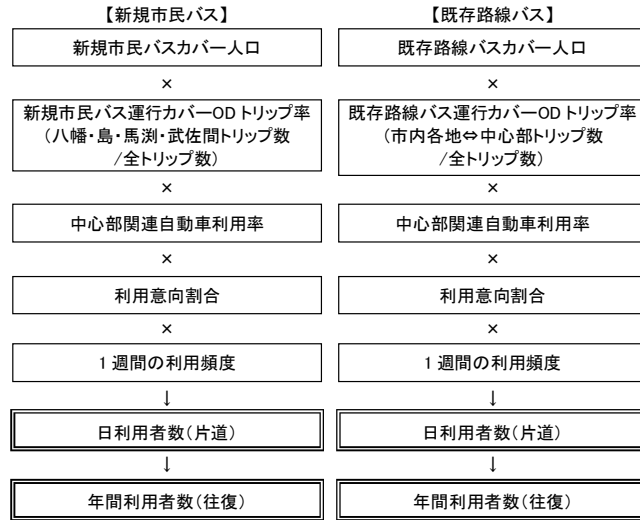 【新規市民バス】
新規市民バスカバー人口
×
新規市民バス運行カバーODトリップ率
(八幡・島・馬渕・武佐間トリップ数
/全トリップ数)
×
中心部関連自動車利用率
×
利用意向割合
×
1週間の利用頻度
↓
日利用者数(片道)
↓
年間利用者数(往復)
【既存路線バス】
既存路線バスカバー人口
×
既存路線バス運行カバーODトリップ率
(市内各地⇔中心部トリップ数
/全トリップ数)
×
中心部関連自動車利用率
×
利用意向割合
×
1週間の利用頻度
↓
日利用者数(片道)
↓
年間利用者数(往復)